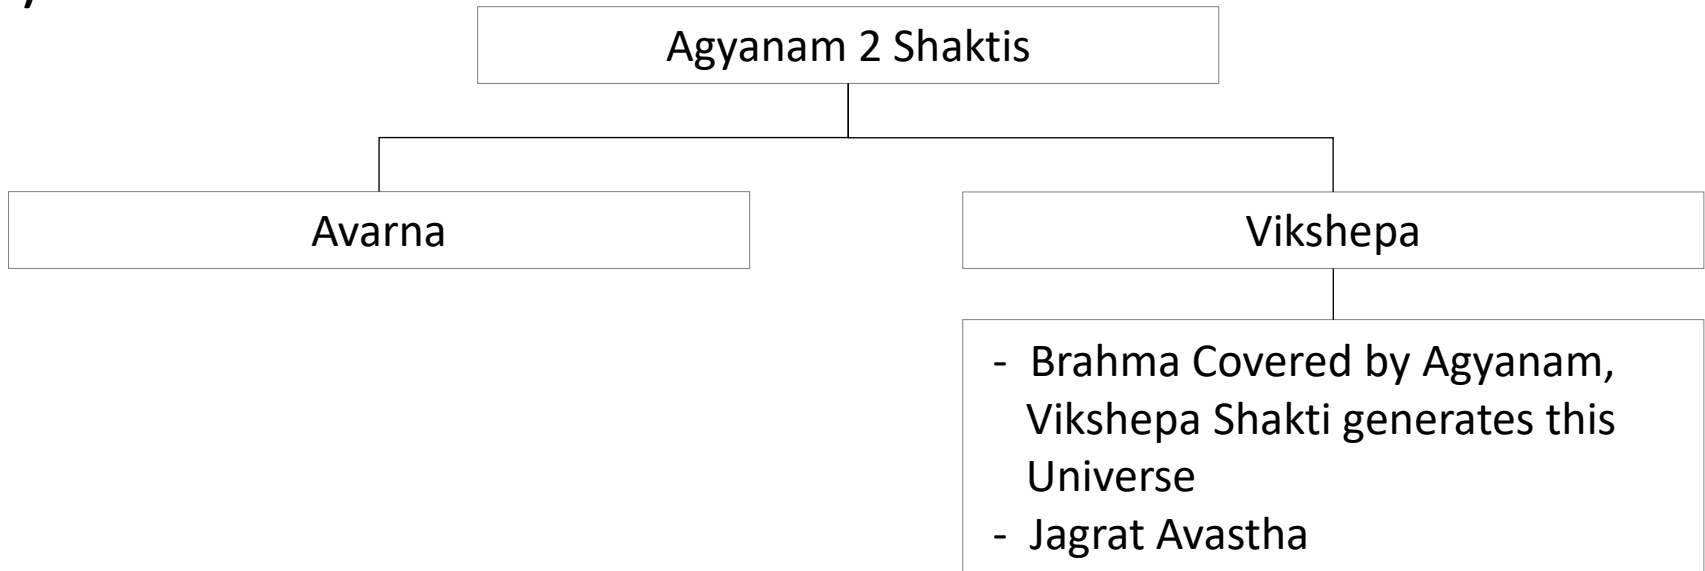 Agyanam 2 Shaktis
Avarna
Vikshepa
- Brahma Covered by Agyanam,
Vikshepa Shakti generates this
Universe
- Jagrat Avastha